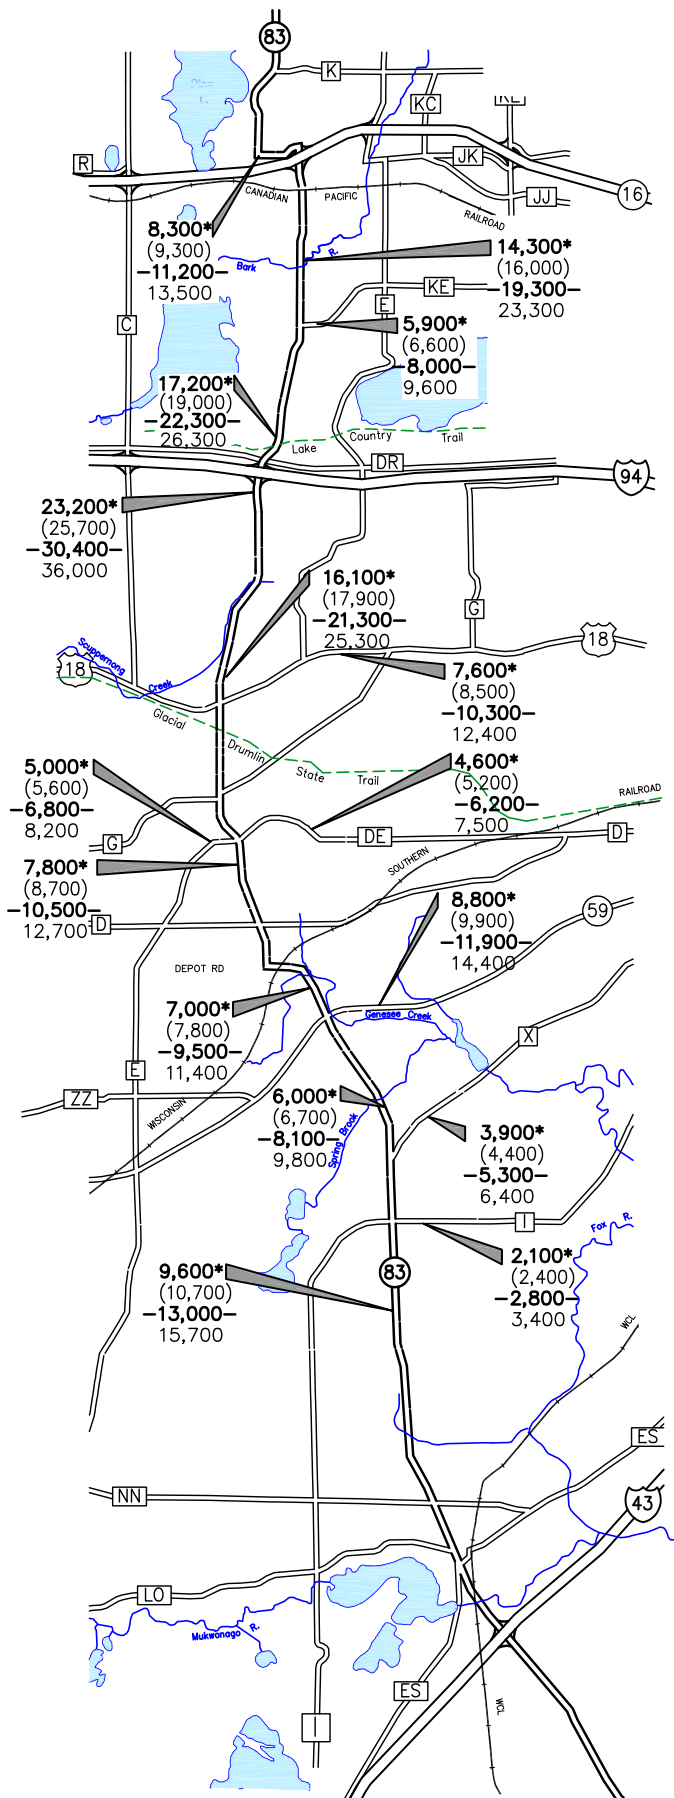 83
K
KC
R
JK
16
JJ
CANADIAN
PACIFIC
RAILROAD
8,300*
(9,300)
-11,200-
13,500
Bark
R.
14,300*
(16,000)
-19,300-
23,300
KE
E
C
5,900*
(6,600)
-8,000-
9,600
17,200*
(19,000)
-22,300-
26,300
Lake
Country
Trail
DR
94
23,200*
(25,700)
-30,400-
36,000
16,100*
(17,900)
-21,300-
25,300
G
18
Scuppernong
Creek
18
7,600*
(8,500)
-10,300-
12,400
Glacial
Drumlin
State
Trail
5,000*
(5,600)
-6,800-
8,200
4,600*
(5,200)
-6,200-
7,500
RAILROAD
G
DE
D
SOUTHERN
7,800*
(8,700)
-10,500-
12,700
D
8,800*
(9,900)
-11,900-
14,400
59
DEPOT RD
7,000*
(7,800)
-9,500-
11,400
Genesee Creek
X
E
ZZ
WISCONSIN
6,000*
(6,700)
-8,100-
9,800
Spring Brook
3,900*
(4,400)
-5,300-
6,400
I
Fox R.
83
2,100*
(2,400)
-2,800-
3,400
9,600*
(10,700)
-13,000-
15,700
WCL
ES
NN
43
LO
Mukwonago R.
ES
WCL
I